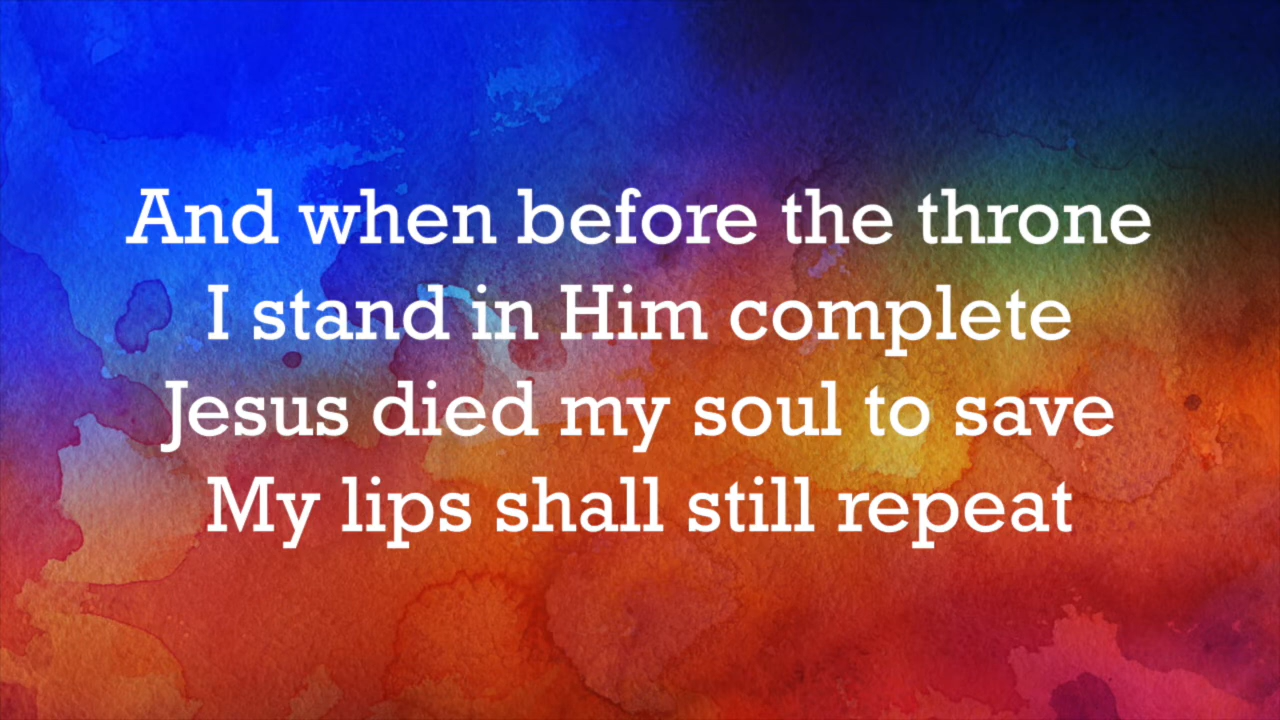 And when before the throne
I stand in Him complete
Jesus died my soul to save
My lips shall still repeat